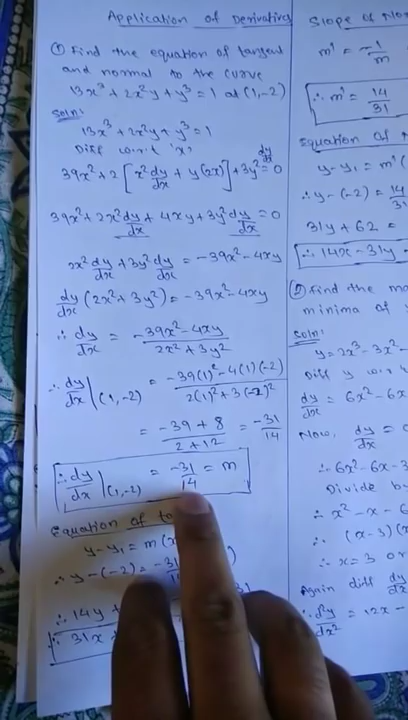 Application of Derivative
① Find the equation of tangent
and normal to the curve
13x³ + 2x²y + y³ = 1 at (1,-2)
Soln:
13x³ + 2x²y + y³ = 1
Diff w.r.t 'x'
39x² + 2 [x² dy/dx + y(2x)] + 3y² dy/dx = 0
39x² + 2x² dy/dx + 4xy + 3y² dy/dx = 0
2x² dy/dx + 3y² dy/dx = -39x² - 4xy
dy/dx (2x² + 3y²) = -39x² - 4xy
∴ dy/dx = (-39x² - 4xy)/(2x² + 3y²)
∴ dy/dx | (1,-2) = (-39(1)² - 4(1)(-2))/(2(1)² + 3(-2)²)
= (-39 + 8)/(2 + 12) = -31/14
∴ dy/dx | (1,-2) = -31/14 = m
Equation of
y - y₁ = m(x
∴ y - (-2) = -31
∴ 14y +
∴ 31x +
Slope of
m' = -1/m
∴ m' = 14/31
Equation of
y - y₁ = m'(
∴ y - (-2) = 14/31
31y + 62 =
∴ 14x - 31y -
② Find the
minima of
Soln:
y = 2x³ - 3x² -
Diff y w.r.t
dy/dx = 6x² - 6x
Now, dy/dx =
∴ 6x² - 6x - 3
Divide by
∴ x² - x - 6
∴ (x - 3)(x
∴ x = 3 or
Again diff dy/dx
∴ d²y/dx² = 12x -